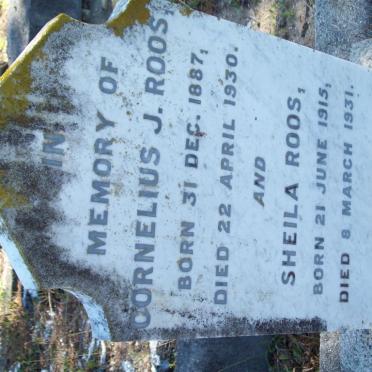 IN
MEMORY OF
CORNELIUS J. ROOS
BORN 31 DEC. 1887,
DIED 22 APRIL 1930.
AND
SHEILA ROOS,
BORN 21 JUNE 1915,
DIED 8 MARCH 1931.